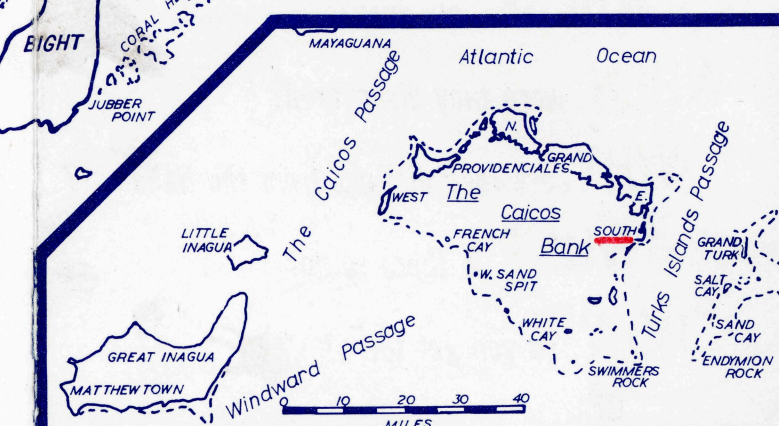 BIGHT
CORAL
JUBBER
POINT
MAYAGUANA
Atlantic Ocean
The Caicos Passage
N.
GRAND
PROVIDENCIALES
WEST
The
Caicos
Bank
E.
SOUTH
FRENCH
CAY
W. SAND
SPIT
WHITE
CAY
SWIMMERS
ROCK
Turks Islands Passage
GRAND
TURK
SALT
CAY
SAND
CAY
ENDYMION
ROCK
LITTLE
INAGUA
GREAT INAGUA
MATTHEW TOWN
Windward Passage
0 10 20 30 40
MILES